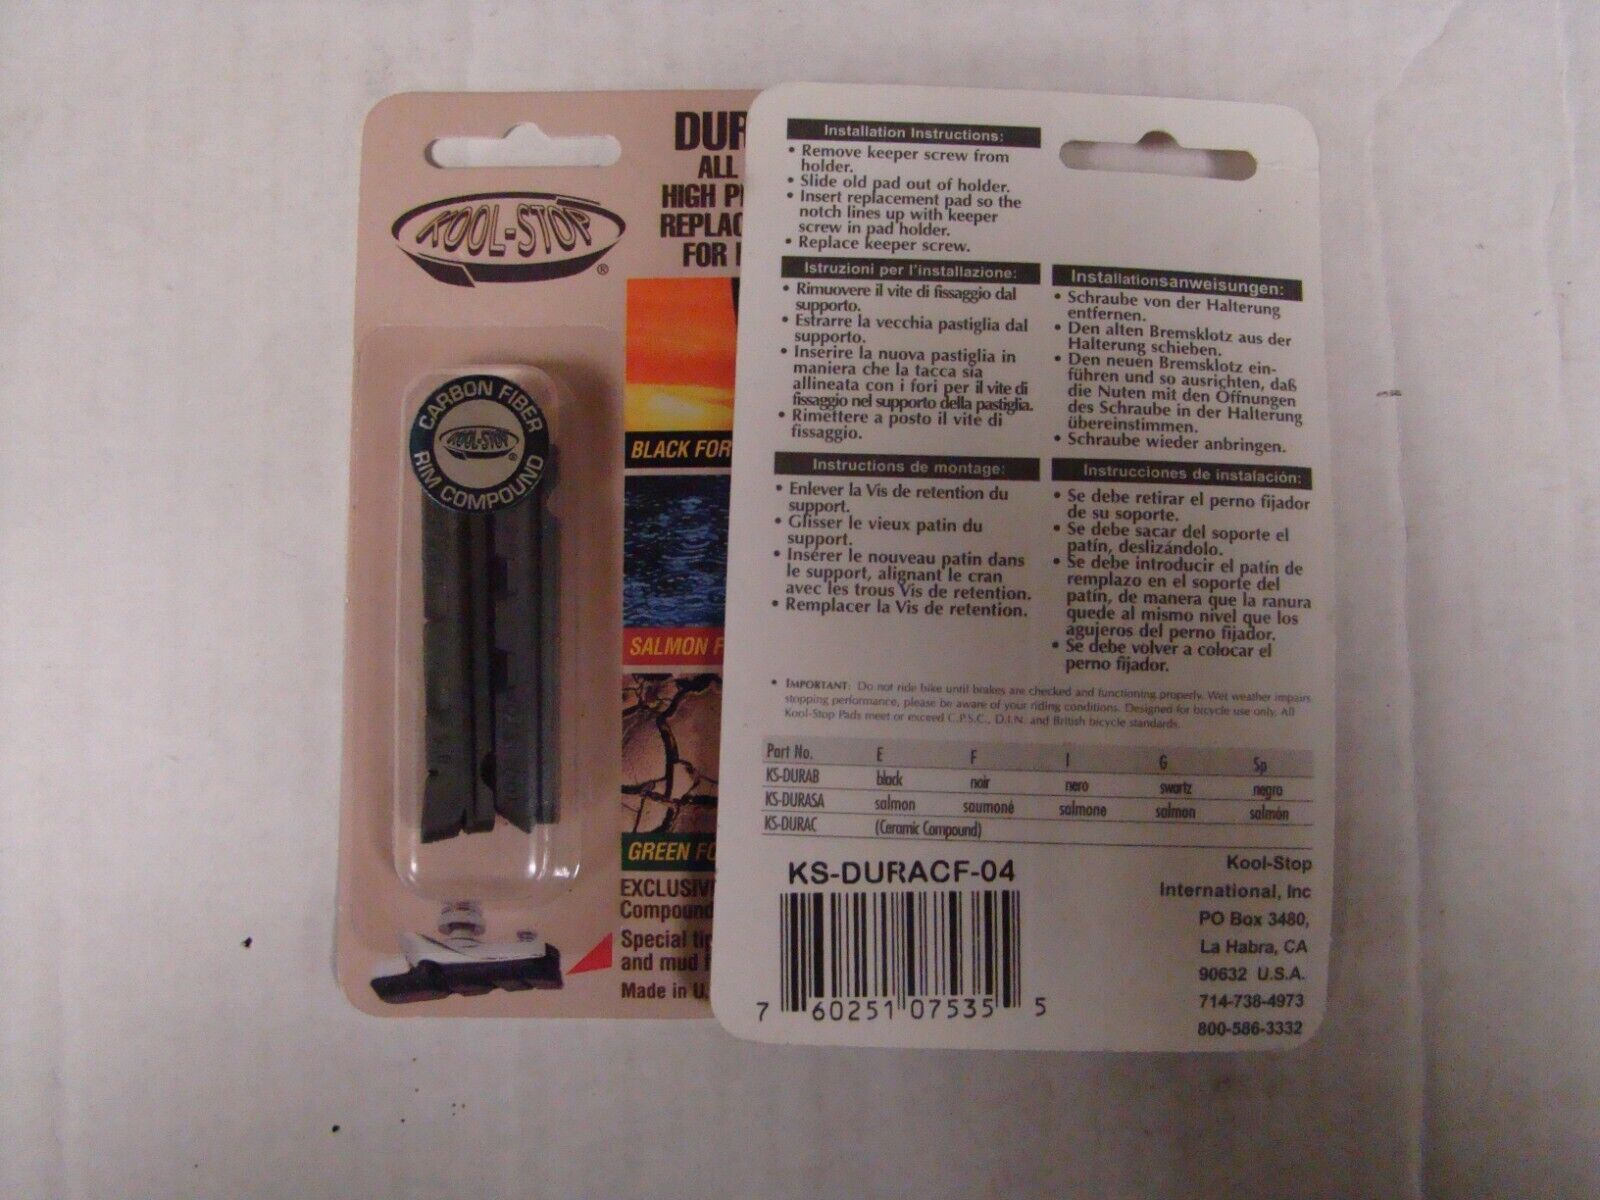 DUR
ALL
HIGH P
REPLAC
FOR
KOOL-STOP
®
CARBON FIBER
KOOL-STOP
®
RIM COMPOUND
BLACK FOR
SALMON F
GREEN FO
EXCLUSIV
Compound
Special ti
and mud f
Made in U.
Installation Instructions:
• Remove keeper screw from
holder.
• Slide old pad out of holder.
• Insert replacement pad so the
notch lines up with keeper
screw in pad holder.
• Replace keeper screw.
Istruzioni per l'installazione:
• Rimuovere il vite di fissaggio dal
supporto.
• Estrarre la vecchia pastiglia dal
supporto.
• Inserire la nuova pastiglia in
maniera che la tacca sia
allineata con i fori per il vite di
fissaggio nel supporto della pastiglia.
• Rimettere a posto il vite di
fissaggio.
Installationsanweisungen:
• Schraube von der Halterung
entfernen.
• Den alten Bremsklotz aus der
Halterung schieben.
• Den neuen Bremsklotz ein-
führen und so ausrichten, daß
die Nuten mit den Öffnungen
des Schraube in der Halterung
übereinstimmen.
• Schraube wieder anbringen.
Instructions de montage:
• Enlever la Vis de retention du
support.
• Glisser le vieux patin du
support.
• Insérer le nouveau patin dans
le support, alignant le cran
avec les trous Vis de retention.
• Remplacer la Vis de retention.
Instrucciones de instalación:
• Se debe retirar el perno fijador
de su soporte.
• Se debe sacar del soporte el
patín, deslizándolo.
• Se debe introducir el patín de
remplazo en el soporte del
patín, de manera que la ranura
quede al mismo nivel que los
agujeros del perno fijador.
• Se debe volver a colocar el
perno fijador.
• IMPORTANT: Do not ride bike until brakes are checked and functioning properly. Wet weather impairs
stopping performance, please be aware of your riding conditions. Designed for bicycle use only. All
Kool-Stop Pads meet or exceed C.P.S.C., D.I.N. and British bicycle standards.
Part No. E F I G Sp
KS-DURAB black noir nero swartz negro
KS-DURASA salmon saumoné salmone salmon salmón
KS-DURAC (Ceramic Compound)
KS-DURACF-04
7 60251 07535 5
Kool-Stop
International, Inc
PO Box 3480,
La Habra, CA
90632 U.S.A.
714-738-4973
800-586-3332